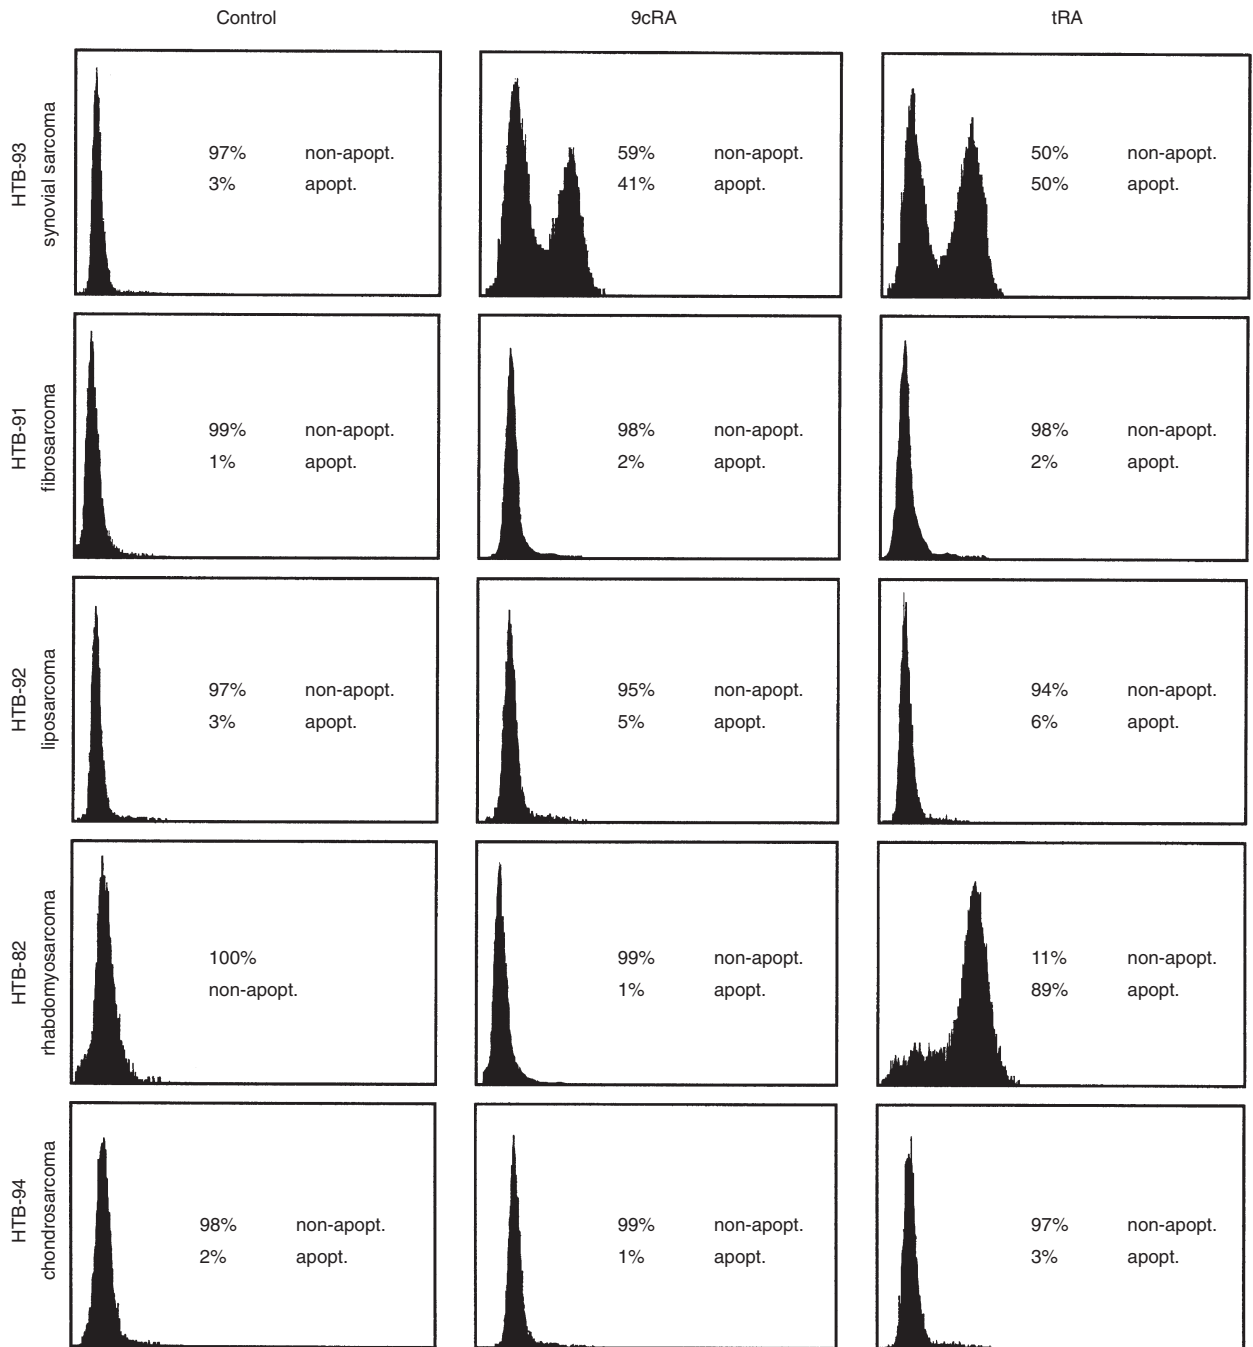 Control 9cRA tRA
HTB-93
synovial sarcoma
97% non-apopt. 59% non-apopt. 50% non-apopt.
3% apopt. 41% apopt. 50% apopt.
HTB-91
fibrosarcoma
99% non-apopt. 98% non-apopt. 98% non-apopt.
1% apopt. 2% apopt. 2% apopt.
HTB-92
liposarcoma
97% non-apopt. 95% non-apopt. 94% non-apopt.
3% apopt. 5% apopt. 6% apopt.
HTB-82
rhabdomyosarcoma
100% 99% non-apopt. 11% non-apopt.
non-apopt. 1% apopt. 89% apopt.
HTB-94
chondrosarcoma
98% non-apopt. 99% non-apopt. 97% non-apopt.
2% apopt. 1% apopt. 3% apopt.